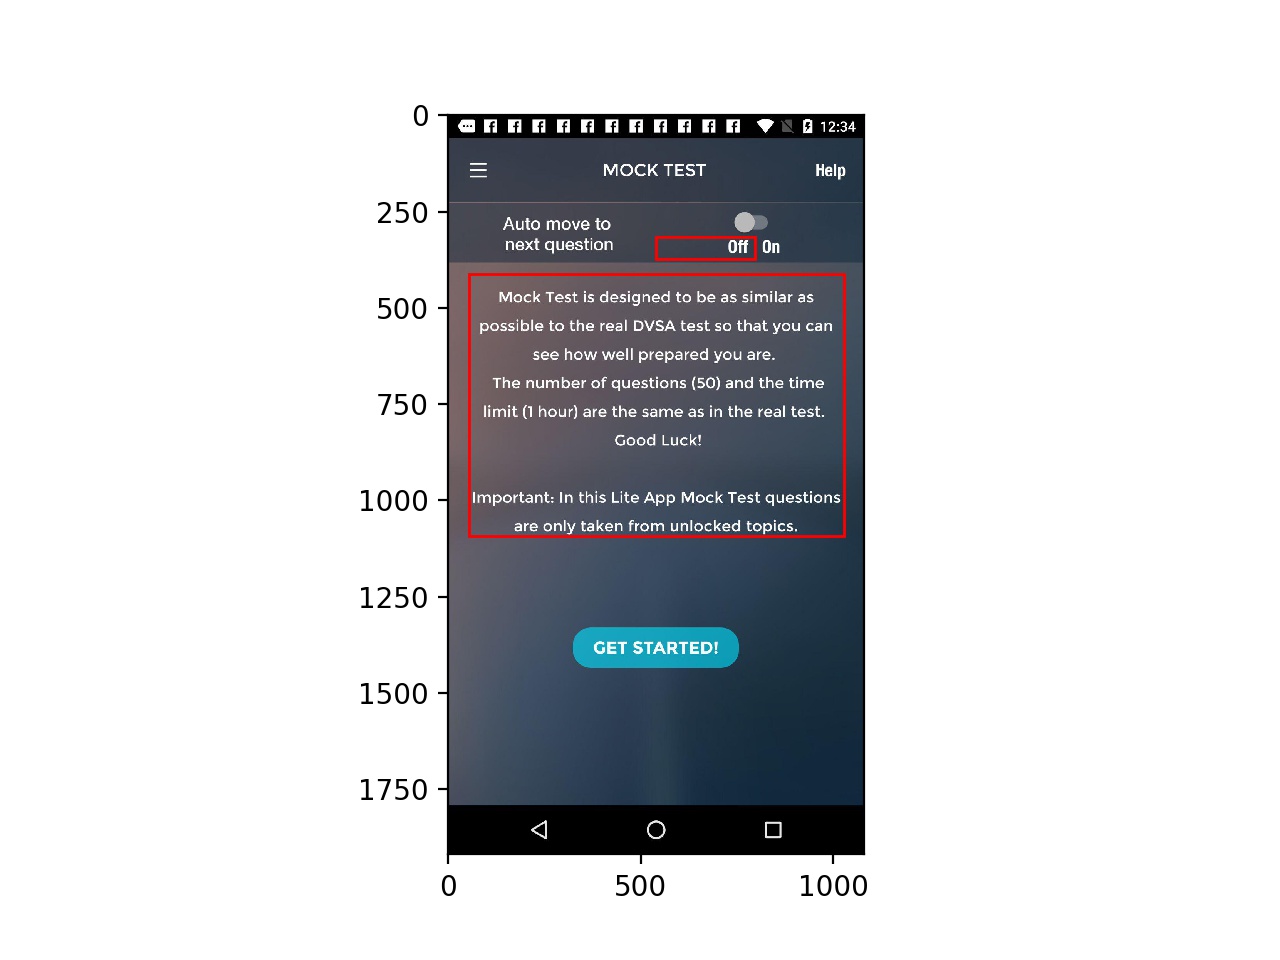 12:34
MOCK TEST
Help
Auto move to
next question
Off On
Mock Test is designed to be as similar as
possible to the real DVSA test so that you can
see how well prepared you are.
The number of questions (50) and the time
limit (1 hour) are the same as in the real test.
Good Luck!
Important: In this Lite App Mock Test questions
are only taken from unlocked topics.
GET STARTED!
0
250
500
750
1000
1250
1500
1750
0 500 1000